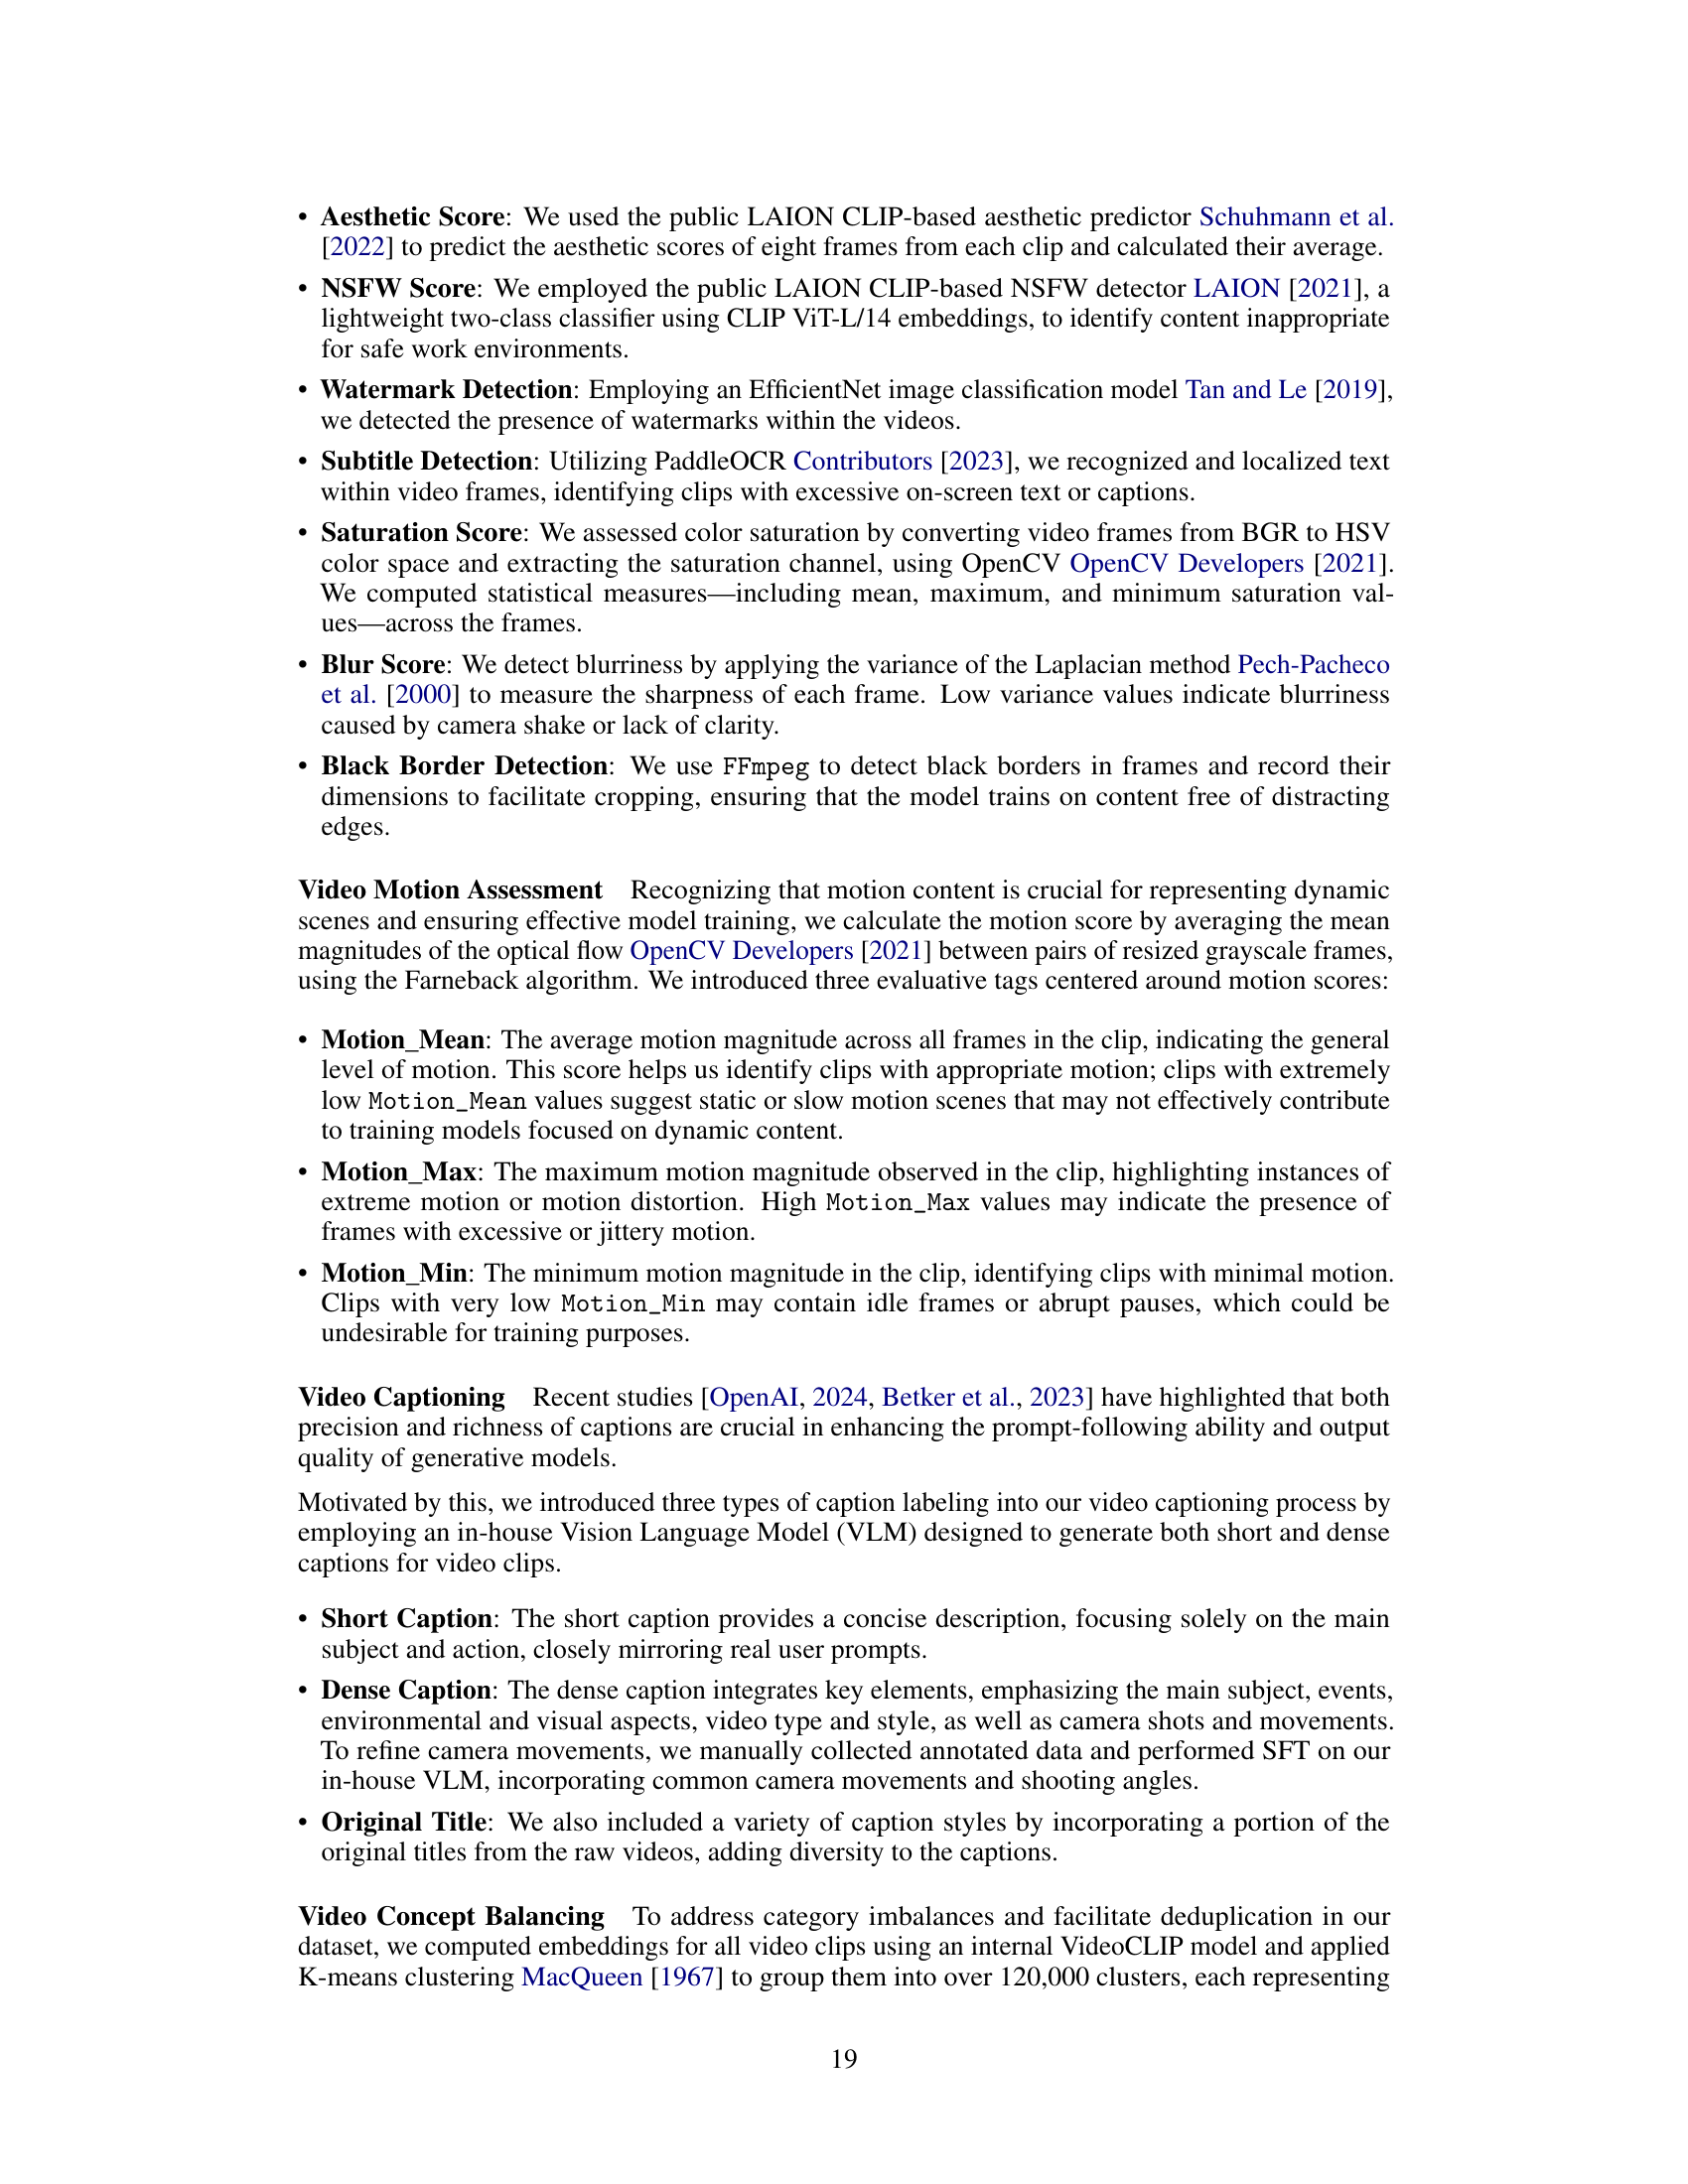 • Aesthetic Score: We used the public LAION CLIP-based aesthetic predictor Schuhmann et al.
[2022] to predict the aesthetic scores of eight frames from each clip and calculated their average.
• NSFW Score: We employed the public LAION CLIP-based NSFW detector LAION [2021], a
lightweight two-class classifier using CLIP ViT-L/14 embeddings, to identify content inappropriate
for safe work environments.
• Watermark Detection: Employing an EfficientNet image classification model Tan and Le [2019],
we detected the presence of watermarks within the videos.
• Subtitle Detection: Utilizing PaddleOCR Contributors [2023], we recognized and localized text
within video frames, identifying clips with excessive on-screen text or captions.
• Saturation Score: We assessed color saturation by converting video frames from BGR to HSV
color space and extracting the saturation channel, using OpenCV OpenCV Developers [2021].
We computed statistical measures—including mean, maximum, and minimum saturation val-
ues—across the frames.
• Blur Score: We detect blurriness by applying the variance of the Laplacian method Pech-Pacheco
et al. [2000] to measure the sharpness of each frame. Low variance values indicate blurriness
caused by camera shake or lack of clarity.
• Black Border Detection: We use FFmpeg to detect black borders in frames and record their
dimensions to facilitate cropping, ensuring that the model trains on content free of distracting
edges.
Video Motion Assessment Recognizing that motion content is crucial for representing dynamic
scenes and ensuring effective model training, we calculate the motion score by averaging the mean
magnitudes of the optical flow OpenCV Developers [2021] between pairs of resized grayscale frames,
using the Farneback algorithm. We introduced three evaluative tags centered around motion scores:
• Motion_Mean: The average motion magnitude across all frames in the clip, indicating the general
level of motion. This score helps us identify clips with appropriate motion; clips with extremely
low Motion_Mean values suggest static or slow motion scenes that may not effectively contribute
to training models focused on dynamic content.
• Motion_Max: The maximum motion magnitude observed in the clip, highlighting instances of
extreme motion or motion distortion. High Motion_Max values may indicate the presence of
frames with excessive or jittery motion.
• Motion_Min: The minimum motion magnitude in the clip, identifying clips with minimal motion.
Clips with very low Motion_Min may contain idle frames or abrupt pauses, which could be
undesirable for training purposes.
Video Captioning Recent studies [OpenAI, 2024, Betker et al., 2023] have highlighted that both
precision and richness of captions are crucial in enhancing the prompt-following ability and output
quality of generative models.
Motivated by this, we introduced three types of caption labeling into our video captioning process by
employing an in-house Vision Language Model (VLM) designed to generate both short and dense
captions for video clips.
• Short Caption: The short caption provides a concise description, focusing solely on the main
subject and action, closely mirroring real user prompts.
• Dense Caption: The dense caption integrates key elements, emphasizing the main subject, events,
environmental and visual aspects, video type and style, as well as camera shots and movements.
To refine camera movements, we manually collected annotated data and performed SFT on our
in-house VLM, incorporating common camera movements and shooting angles.
• Original Title: We also included a variety of caption styles by incorporating a portion of the
original titles from the raw videos, adding diversity to the captions.
Video Concept Balancing To address category imbalances and facilitate deduplication in our
dataset, we computed embeddings for all video clips using an internal VideoCLIP model and applied
K-means clustering MacQueen [1967] to group them into over 120,000 clusters, each representing
19